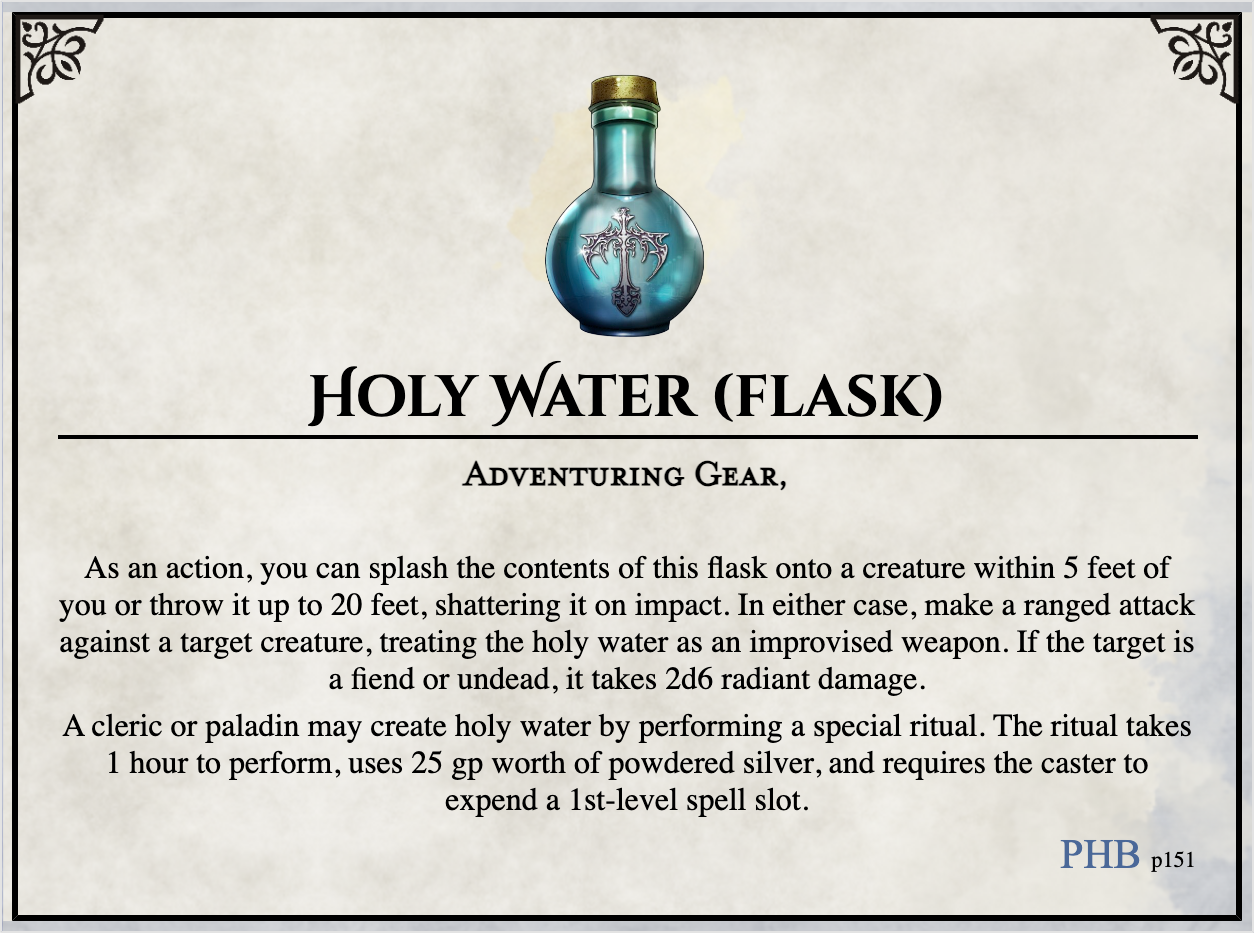 Holy Water (flask)
Adventuring Gear,
As an action, you can splash the contents of this flask onto a creature within 5 feet of
you or throw it up to 20 feet, shattering it on impact. In either case, make a ranged attack
against a target creature, treating the holy water as an improvised weapon. If the target is
a fiend or undead, it takes 2d6 radiant damage.
A cleric or paladin may create holy water by performing a special ritual. The ritual takes
1 hour to perform, uses 25 gp worth of powdered silver, and requires the caster to
expend a 1st-level spell slot.
PHB p151